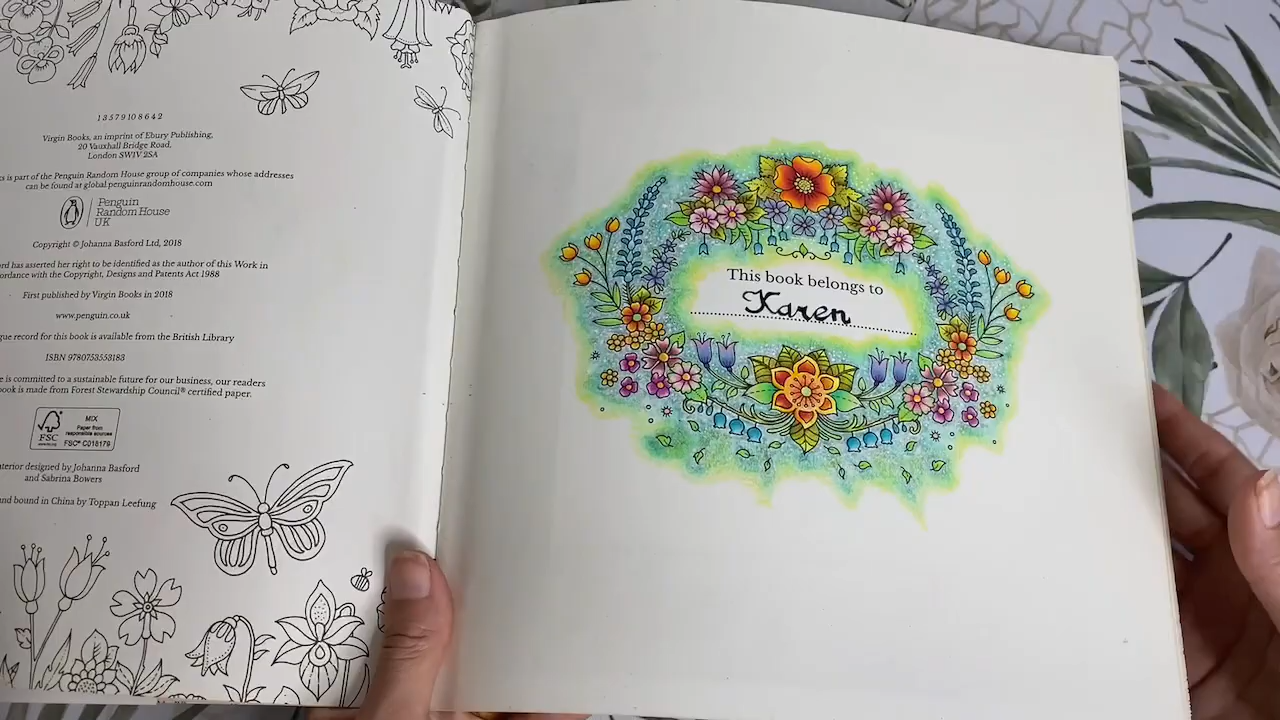 1 3 5 7 9 10 8 6 4 2
Virgin Books, an imprint of Ebury Publishing,
20 Vauxhall Bridge Road,
London SW1V 2SA
is part of the Penguin Random House group of companies whose addresses
can be found at global.penguinrandomhouse.com
Penguin
Random House
UK
Copyright © Johanna Basford Ltd, 2018
has asserted her right to be identified as the author of this Work in
accordance with the Copyright, Designs and Patents Act 1988
First published by Virgin Books in 2018
www.penguin.co.uk
record for this book is available from the British Library
ISBN 9780753553183
is committed to a sustainable future for our business, our readers
book is made from Forest Stewardship Council® certified paper.
FSC
MIX
Paper from
responsible sources
FSC® C018179
designed by Johanna Basford
and Sabrina Bowers
bound in China by Toppan Leefung
This book belongs to
Karen